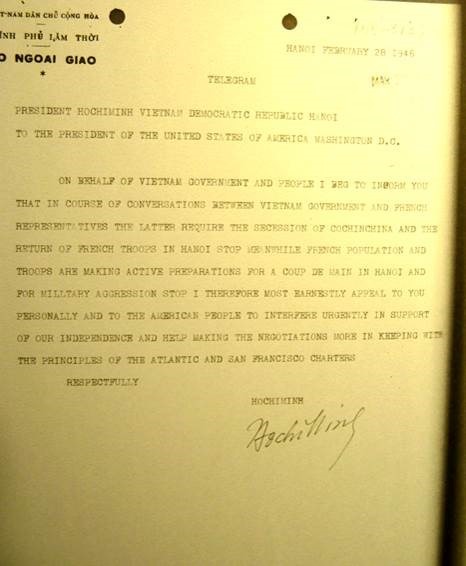 T-NAM DÂN CHỦ CỘNG HÒA
ÍNH PHỦ LÂM THỜI
O NGOAI GIAO
*
HANOI FEBRUARY 28 1946
MAR
TELEGRAM
PRESIDENT HOCHIMINH VIETNAM DEMOCRATIC REPUBLIC HANOI
TO THE PRESIDENT OF THE UNITED STATES OF AMERICA WASHINGTON D.C.
ON BEHALF OF VIETNAM GOVERNMENT AND PEOPLE I BEG TO INFORM YOU
THAT IN COURSE OF CONVERSATIONS BETWEEN VIETNAM GOVERNMENT AND FRENCH
REPRESENTATIVES THE LATTER REQUIRE THE SECESSION OF COCHINCHINA AND THE
RETURN OF FRENCH TROOPS IN HANOI STOP MEANWHILE FRENCH POPULATION AND
TROOPS ARE MAKING ACTIVE PREPARATIONS FOR A COUP DE MAIN IN HANOI AND
FOR MILITARY AGGRESSION STOP I THEREFORE MOST EARNESTLY APPEAL TO YOU
PERSONALLY AND TO THE AMERICAN PEOPLE TO INTERFERE URGENTLY IN SUPPORT
OF OUR INDEPENDENCE AND HELP MAKING THE NEGOTIATIONS MORE IN KEEPING WITH
THE PRINCIPLES OF THE ATLANTIC AND SAN FRANCISCO CHARTERS
RESPECTFULLY
HOCHIMINH
Hochiminh